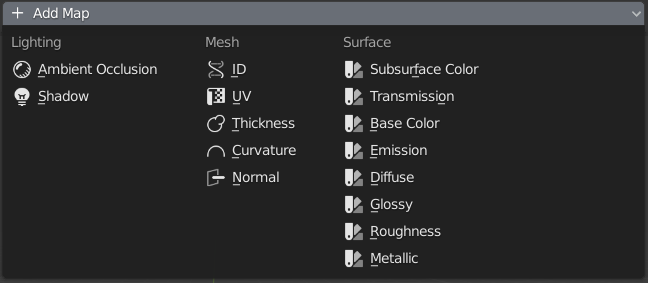 Add Map
Lighting
Ambient Occlusion
Shadow
Mesh
ID
UV
Thickness
Curvature
Normal
Surface
Subsurface Color
Transmission
Base Color
Emission
Diffuse
Glossy
Roughness
Metallic